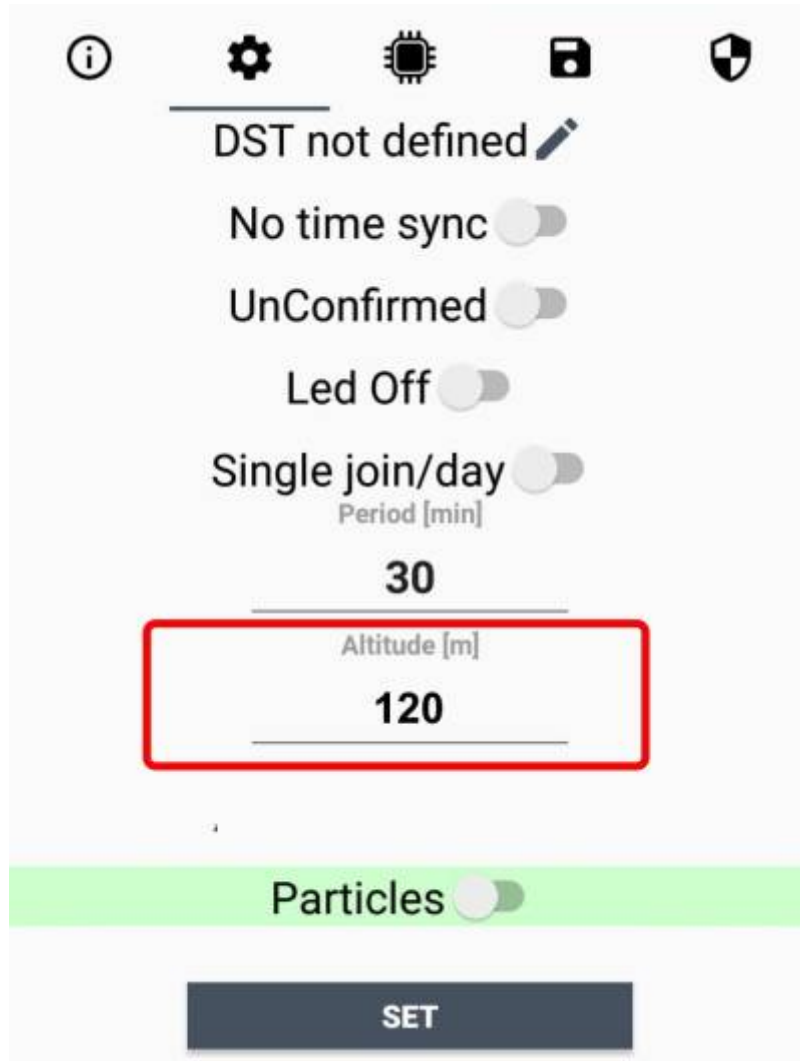 DST not defined
No time sync
UnConfirmed
Led Off
Single join/day
Period [min]
30
Altitude [m]
120
Particles
SET